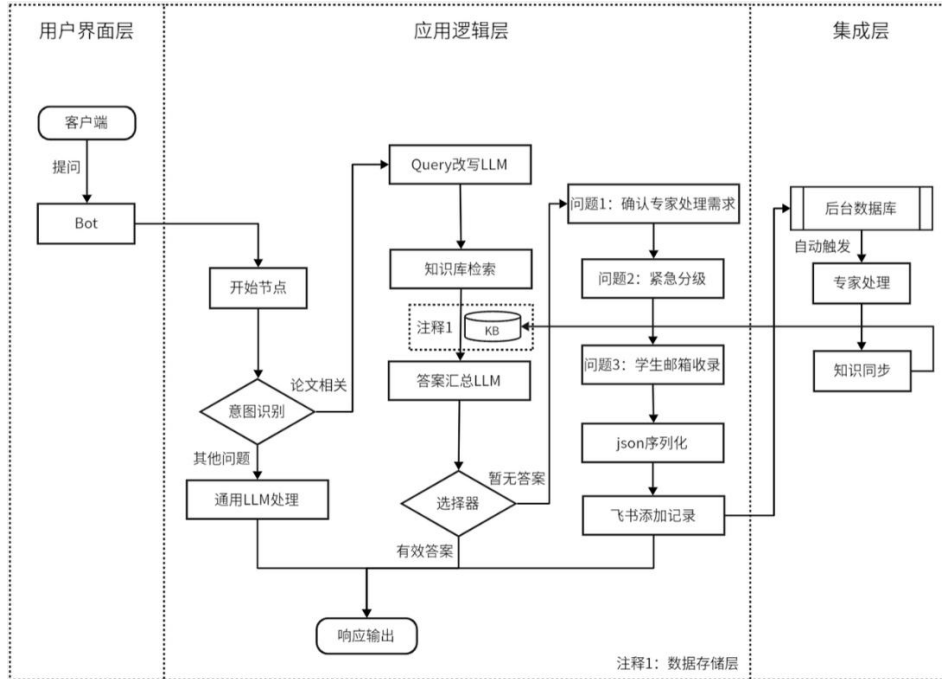 用户界面层
应用逻辑层
集成层
客户端
提问
Bot
开始节点
意图识别
论文相关
其他问题
通用LLM处理
Query改写LLM
知识库检索
注释1
KB
答案汇总LLM
选择器
暂无答案
有效答案
问题1：确认专家处理需求
问题2：紧急分级
问题3：学生邮箱收录
json序列化
飞书添加记录
后台数据库
自动触发
专家处理
知识同步
响应输出
注释1：数据存储层